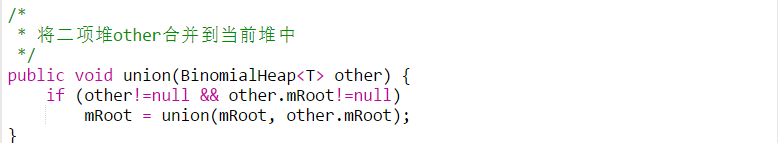 /*
 * 将二项堆other合并到当前堆中
 */
public void union(BinomialHeap<T> other) {
    if (other!=null && other.mRoot!=null)
        mRoot = union(mRoot, other.mRoot);
}